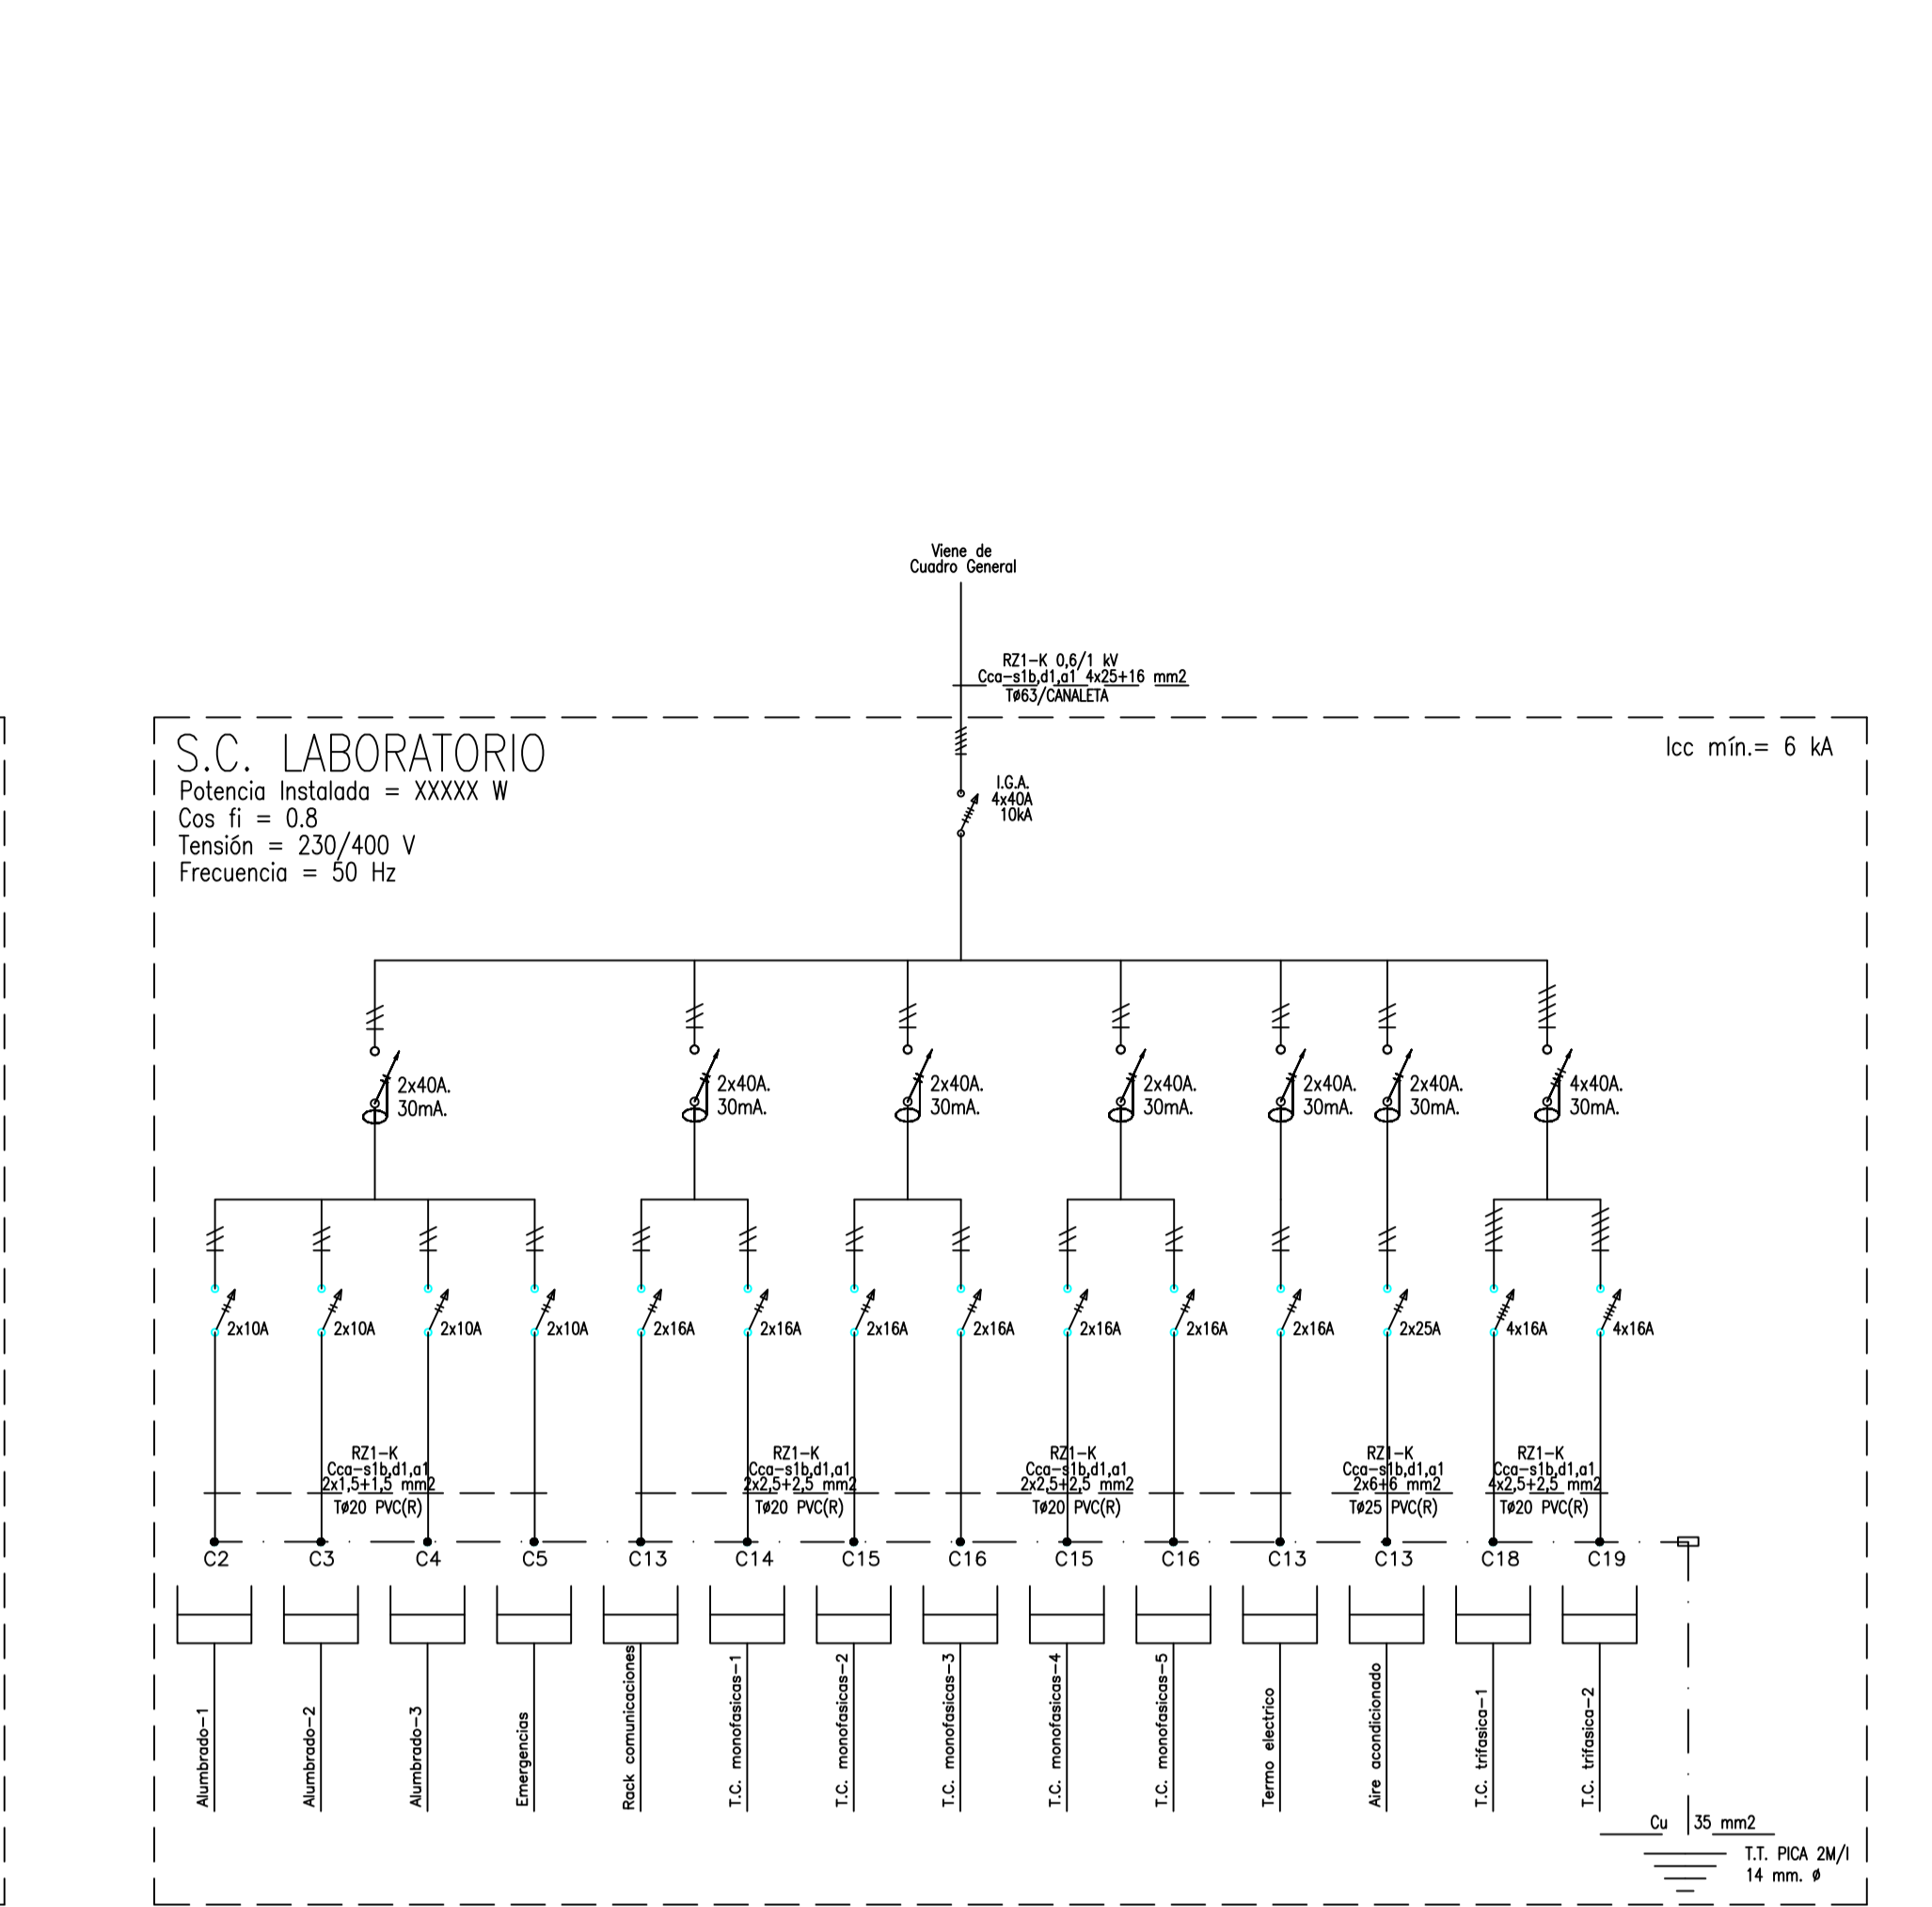 Viene de
Cuadro General
RZ1-K 0,6/1 kV
Cca-s1b,d1,a1 4x25+16 mm2
Tø63/CANALETA
S.C. LABORATORIO
Icc mín.= 6 kA
Potencia Instalada = XXXXX W
Cos fi = 0.8
Tensión = 230/400 V
Frecuencia = 50 Hz
I.G.A.
4x40A
10kA
2x40A.
30mA.
2x40A.
30mA.
2x40A.
30mA.
2x40A.
30mA.
2x40A.
30mA.
2x40A.
30mA.
4x40A.
30mA.
2x10A
2x10A
2x10A
2x10A
2x16A
2x16A
2x16A
2x16A
2x16A
2x16A
2x16A
2x25A
4x16A
4x16A
RZ1-K
Cca-s1b,d1,a1
2x1,5+1,5 mm2
Tø20 PVC(R)
RZ1-K
Cca-s1b,d1,a1
2x2,5+2,5 mm2
Tø20 PVC(R)
RZ1-K
Cca-s1b,d1,a1
2x2,5+2,5 mm2
Tø20 PVC(R)
RZ1-K
Cca-s1b,d1,a1
2x6+6 mm2
Tø25 PVC(R)
RZ1-K
Cca-s1b,d1,a1
4x2,5+2,5 mm2
Tø20 PVC(R)
C2
C3
C4
C5
C13
C14
C15
C16
C15
C16
C13
C13
C18
C19
Alumbrado-1
Alumbrado-2
Alumbrado-3
Emergencias
Rack comunicaciones
T.C. monofasicas-1
T.C. monofasicas-2
T.C. monofasicas-3
T.C. monofasicas-4
T.C. monofasicas-5
Termo electrico
Aire acondicionado
T.C. trifasica-1
T.C. trifasica-2
Cu 35 mm2
T.T. PICA 2M/l
14 mm. ø